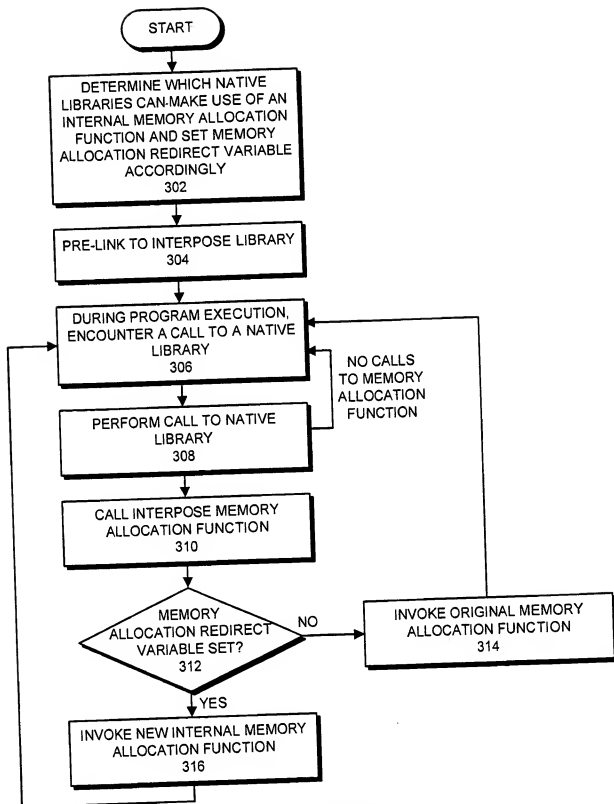 START
DETERMINE WHICH NATIVE
LIBRARIES CAN-MAKE USE OF AN
INTERNAL MEMORY ALLOCATION
FUNCTION AND SET MEMORY
ALLOCATION REDIRECT VARIABLE
ACCORDINGLY
302
PRE-LINK TO INTERPOSE LIBRARY
304
DURING PROGRAM EXECUTION,
ENCOUNTER A CALL TO A NATIVE
LIBRARY
306
NO CALLS
TO MEMORY
ALLOCATION
FUNCTION
PERFORM CALL TO NATIVE
LIBRARY
308
CALL INTERPOSE MEMORY
ALLOCATION FUNCTION
310
MEMORY
ALLOCATION REDIRECT
VARIABLE SET?
312
NO
INVOKE ORIGINAL MEMORY
ALLOCATION FUNCTION
314
YES
INVOKE NEW INTERNAL MEMORY
ALLOCATION FUNCTION
316